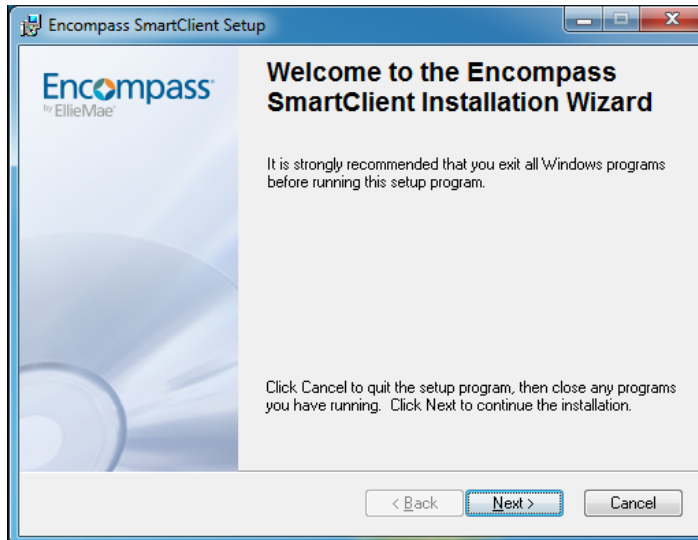 Encompass SmartClient Setup
Encompass
by EllieMae®
Welcome to the Encompass
SmartClient Installation Wizard
It is strongly recommended that you exit all Windows programs
before running this setup program.
Click Cancel to quit the setup program, then close any programs
you have running.  Click Next to continue the installation.
< Back
Next >
Cancel